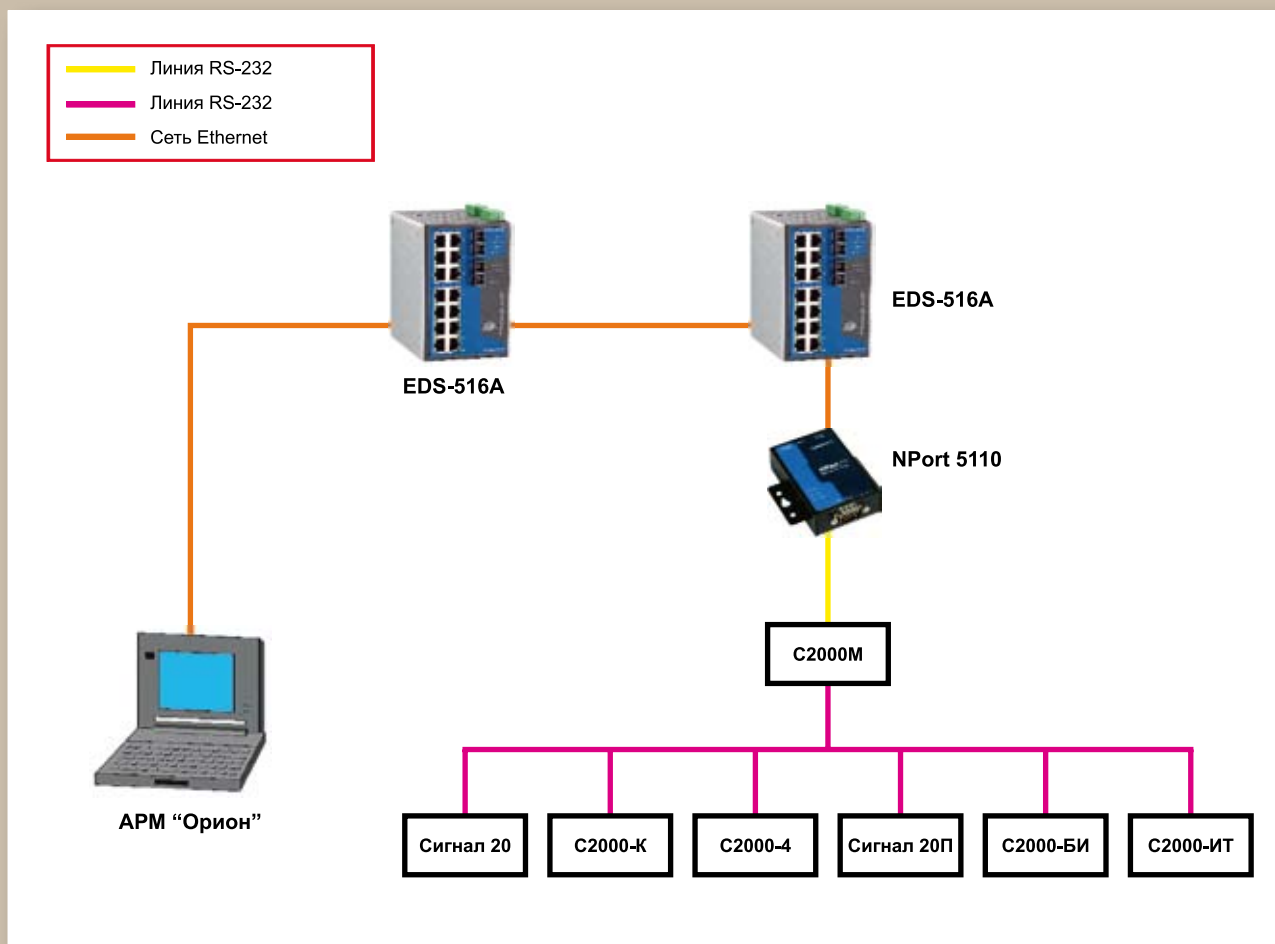 Линия RS-232
Линия RS-232
Сеть Ethernet
EDS-516A
EDS-516A
NPort 5110
С2000М
АРМ “Орион”
Сигнал 20
С2000-К
С2000-4
Сигнал 20П
С2000-БИ
С2000-ИТ